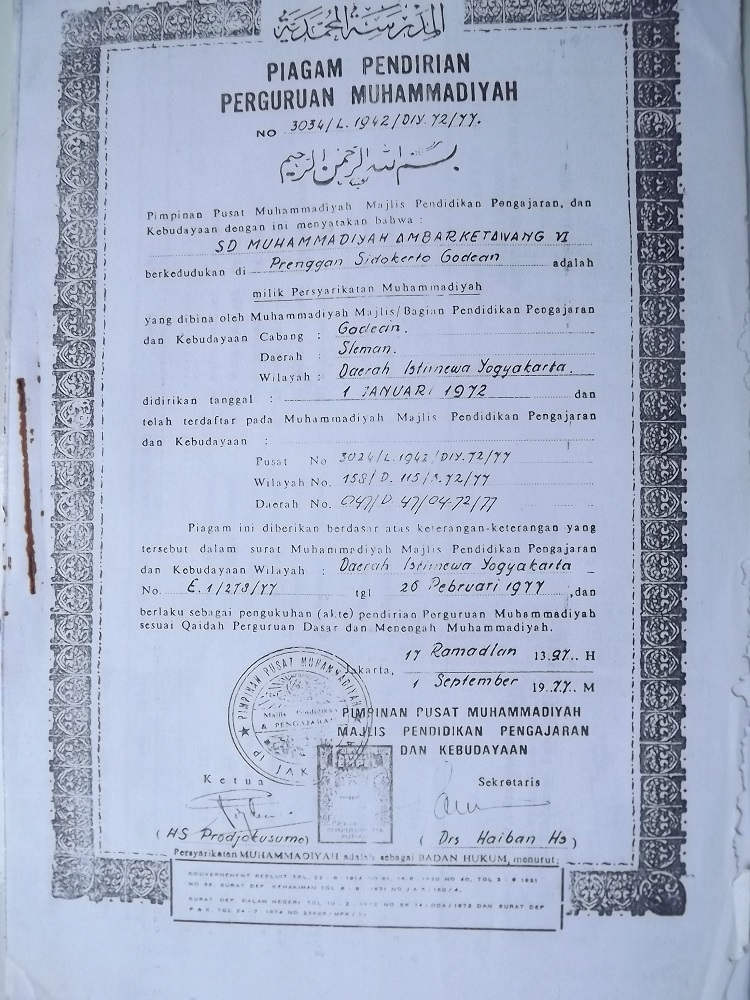 المدرسة المحمدية
PIAGAM PENDIRIAN
PERGURUAN MUHAMMADIYAH
NO 3034/L.1942/DIY.72/77.
بسم الله الرحمن الرحيم
Pimpinan Pusat Muhammadiyah Majlis Pendidikan Pengajaran, dan
Kebudayaan dengan ini menyatakan bahwa :
SD MUHAMMADIYAH AMBARKETAWANG VI
berkedudukan di Prenggan Sidokerto Godean adalah
milik Persyarikatan Muhammadiyah
yang dibina oleh Muhammadiyah Majlis/Bagian Pendidikan Pengajaran
dan Kebudayaan Cabang : Godean.
Daerah : Sleman.
Wilayah : Daerah Istimewa Yogyakarta.
didirikan tanggal : 1 JANUARI 1972 dan
telah terdaftar pada Muhammadiyah Majlis Pendidikan Pengajaran
dan Kebudayaan :
Pusat No 3024/L.1942/DIY.72/77
Wilayah No. 158/D. 115/3.72/77
Daerah No. 047/D. 47/04.72/77
Piagam ini diberikan berdasar atas keterangan-keterangan yang
tersebut dalam surat Muhammadiyah Majlis Pendidikan Pengajaran
dan Kebudayaan Wilayah : Daerah Istimewa Yogyakarta
No. E.1/278/77 tgl 26 Pebruari 1977 ,dan
berlaku sebagai pengukuhan (akte) pendirian Perguruan Muhammadiyah
sesuai Qaidah Perguruan Dasar dan Menengah Muhammadiyah.
17 Ramadlan 13.97.. H
Jakarta,
1 September 19.77.. M
PIMPINAN PUSAT MUHAMMADIYAH
MAJLIS PENDIDIKAN PENGAJARAN
DAN KEBUDAYAAN
PIMPINAN PUSAT MUHAMMADIYAH
Ketua
Sekretaris
(HS Prodjokusumo)
( Drs Haiban Hs )
Persyarikatan MUHAMMADIYAH adalah sebagai BADAN HUKUM, menurut: